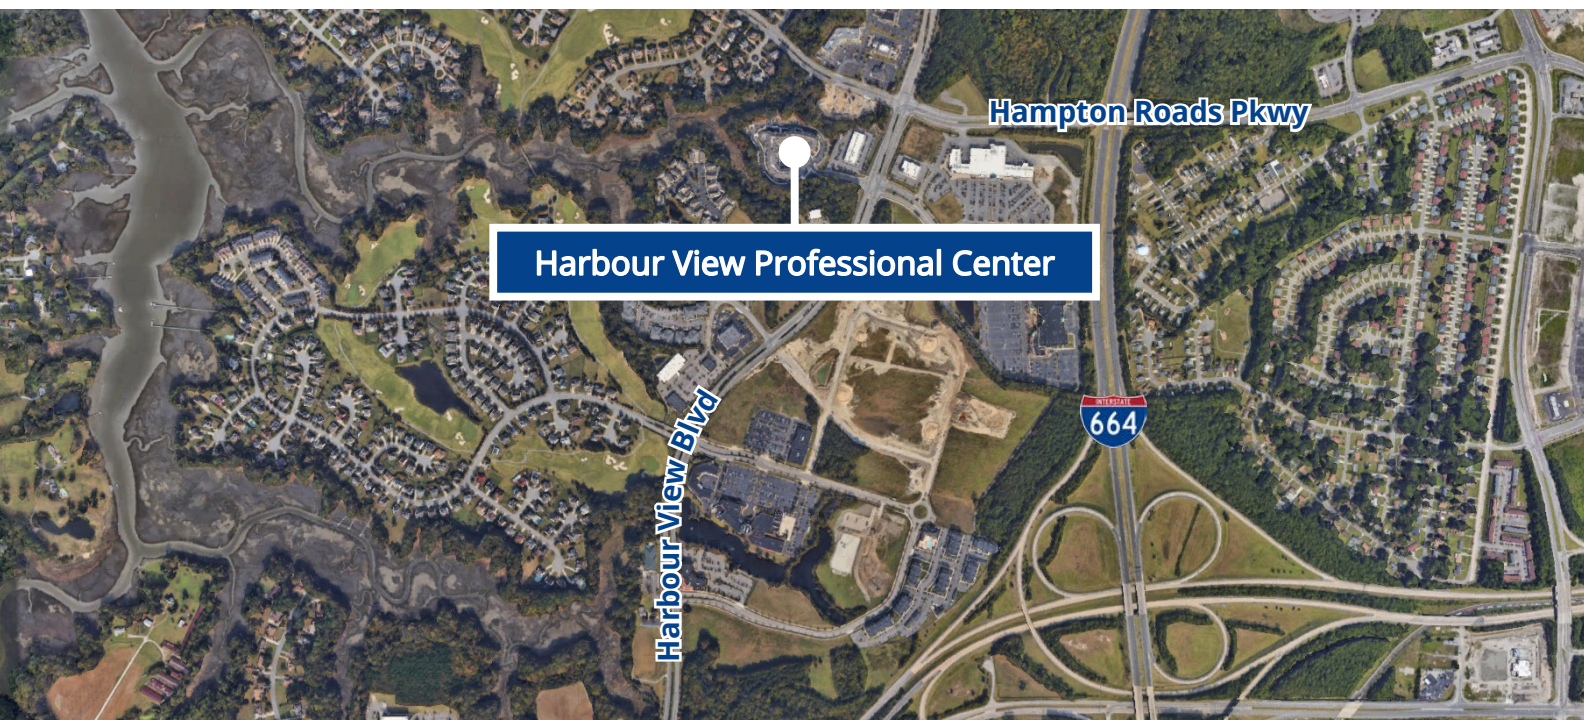 Hampton Roads Pkwy
Harbour View Professional Center
INTERSTATE
664
Harbour View Blvd